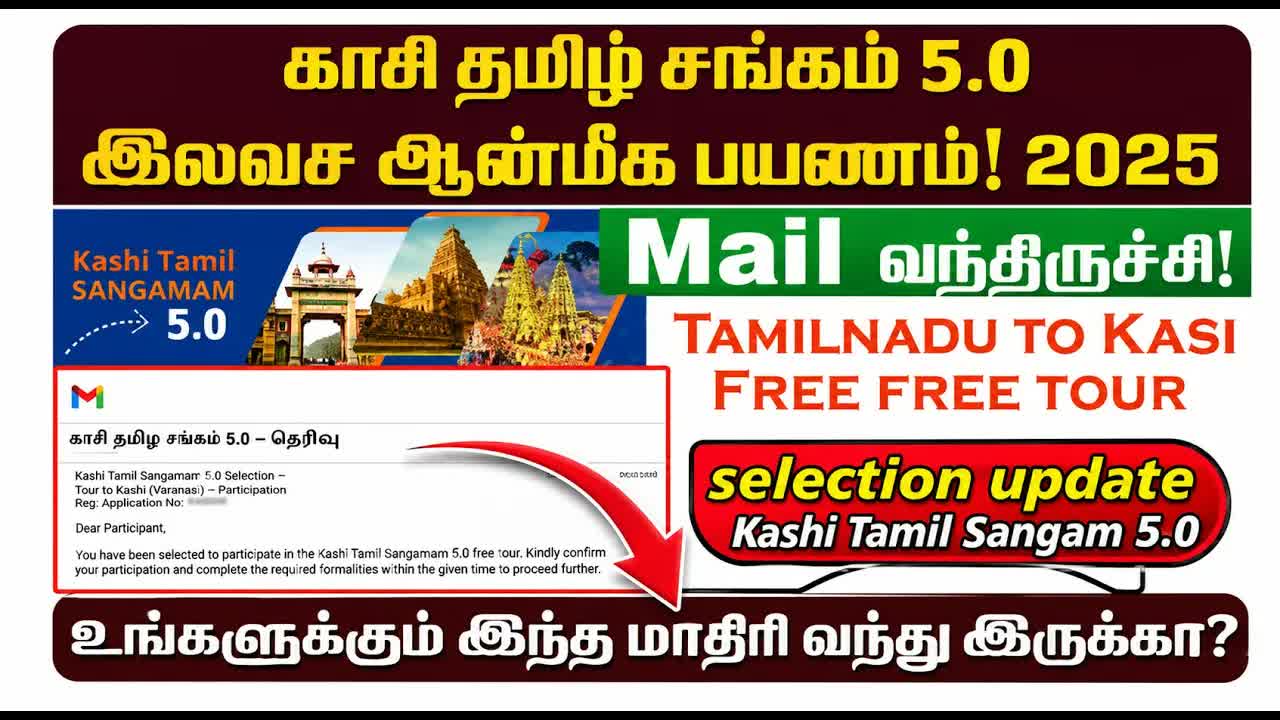 காசி தமிழ் சங்கம் 5.0
இலவச ஆன்மீக பயணம்! 2025
Kashi Tamil
SANGAMAM
5.0
Mail வந்திருச்சி!
TAMILNADU TO KASI
FREE FREE TOUR
காசி தமிழ சங்கம் 5.0 – தெரிவு
Kashi Tamil Sangamam 5.0 Selection –
Tour to Kashi (Varanasi) – Participation
Reg: Application No:
Dear Participant,
You have been selected to participate in the Kashi Tamil Sangamam 5.0 free tour. Kindly confirm
your participation and complete the required formalities within the given time to proceed further.
selection update
Kashi Tamil Sangam 5.0
உங்களுக்கும் இந்த மாதிரி வந்து இருக்கா?